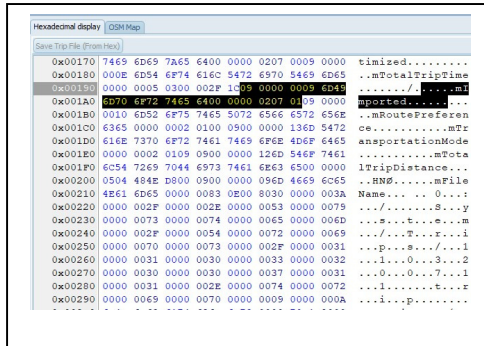 Hexadecimal display OSM Map
Save Trip File (From Hex)
0x00170 7469 6D69 7A65 6400 0000 0207 0009 0000 timized.........
0x00180 000E 6D54 6F74 616C 5472 6970 5469 6D65 ..mTotalTripTime
0x00190 0000 0005 0300 002F 1C09 0000 0009 6D49 ......./......mI
0x001A0 6D70 6F72 7465 6400 0000 0207 0109 0000 mported.........
0x001B0 0010 6D52 6F75 7465 5072 6566 6572 656E ..mRoutePreferen
0x001C0 6365 0000 0002 0100 0900 0000 136D 5472 ce...........mTr
0x001D0 616E 7370 6F72 7461 7469 6F6E 4D6F 6465 ansportationMode
0x001E0 0000 0002 0109 0900 0000 126D 546F 7461 ...........mTota
0x001F0 6C54 7269 7044 6973 7461 6E63 6500 0000 lTripDistance...
0x00200 0504 484E D800 0900 0000 096D 4669 6C65 ..HNØ......mFile
0x00210 4E61 6D65 0000 0083 0E00 8030 0000 003A Name... ..0...:
0x00220 0000 002F 0000 002E 0000 0053 0000 0079 .../.......S...y
0x00230 0000 0073 0000 0074 0000 0065 0000 006D ...s...t...e...m
0x00240 0000 002F 0000 0054 0000 0072 0000 0069 .../...T...r...i
0x00250 0000 0070 0000 0073 0000 002F 0000 0031 ...p...s.../...1
0x00260 0000 0031 0000 0030 0000 0033 0000 0032 ...1...0...3...2
0x00270 0000 0030 0000 0030 0000 0037 0000 0031 ...0...0...7...1
0x00280 0000 0031 0000 002E 0000 0074 0000 0072 ...1.......t...r
0x00290 0000 0069 0000 0070 0000 0009 0000 000A ...i...p........